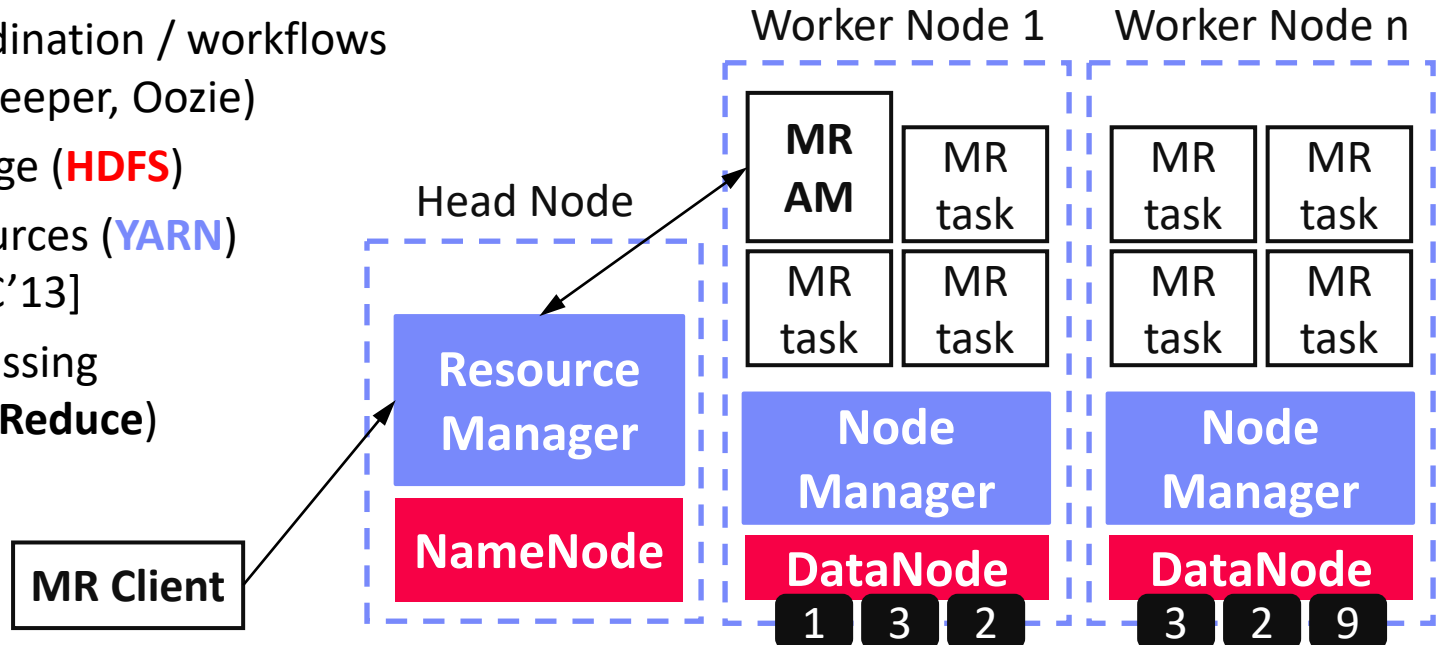 dination / workflows
eeper, Oozie)
ge (HDFS)
urces (YARN)
C’13]
ssing
Reduce)
MR Client
Head Node
Resource
Manager
NameNode
Worker Node 1
MR
AM
MR
task
MR
task
MR
task
Node
Manager
DataNode
1 3 2
Worker Node n
MR
task
MR
task
MR
task
MR
task
Node
Manager
DataNode
3 2 9